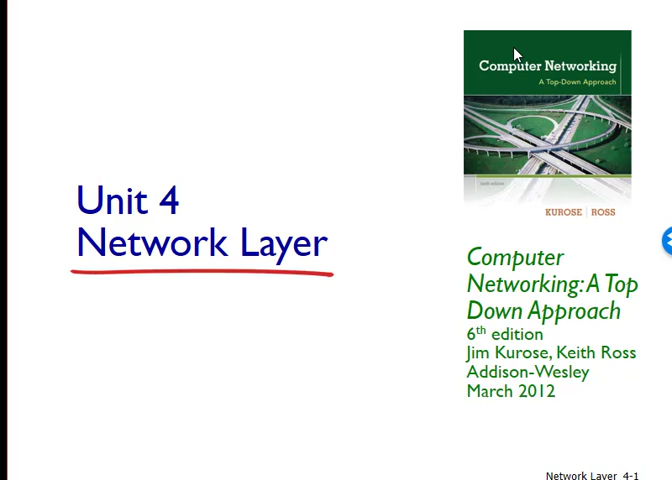 Computer Networking
A Top-Down Approach
KUROSE | ROSS
Unit 4
Network Layer
Computer
Networking: A Top
Down Approach
6th edition
Jim Kurose, Keith Ross
Addison-Wesley
March 2012
Network Layer 4-1